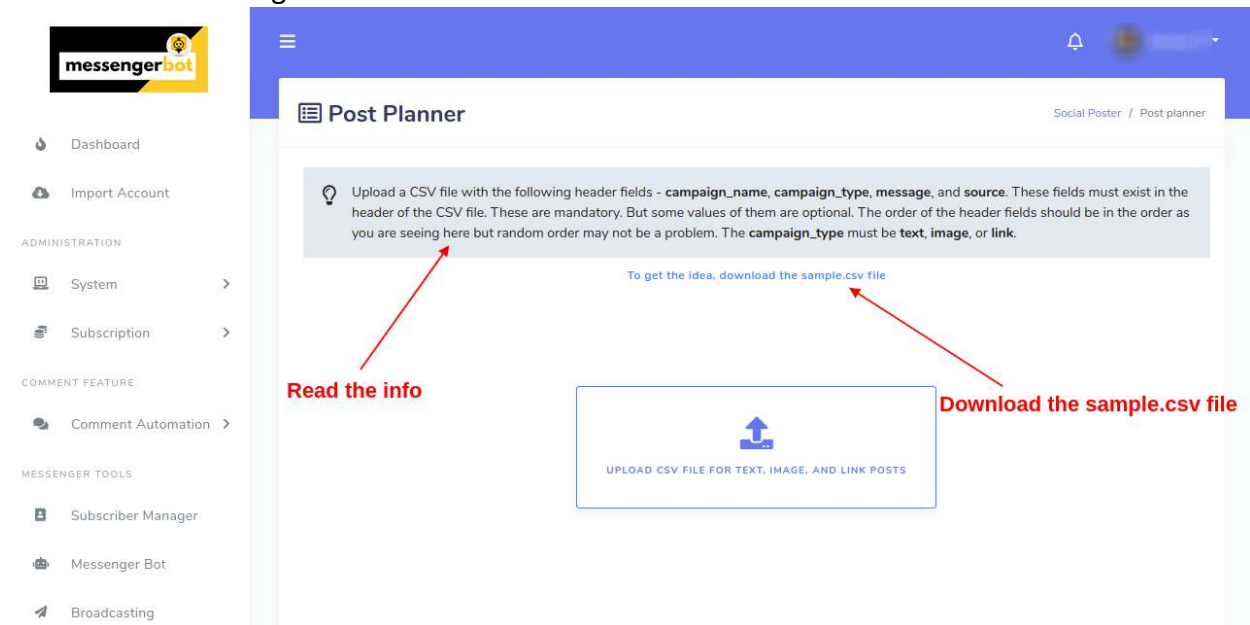 messengerbot
Post Planner
Social Poster / Post planner
Dashboard
Import Account
ADMINISTRATION
System
Subscription
COMMENT FEATURE
Comment Automation
MESSENGER TOOLS
Subscriber Manager
Messenger Bot
Broadcasting
Upload a CSV file with the following header fields - campaign_name, campaign_type, message, and source. These fields must exist in the
header of the CSV file. These are mandatory. But some values of them are optional. The order of the header fields should be in the order as
you are seeing here but random order may not be a problem. The campaign_type must be text, image, or link.
To get the idea, download the sample.csv file
Read the info
Download the sample.csv file
UPLOAD CSV FILE FOR TEXT, IMAGE, AND LINK POSTS